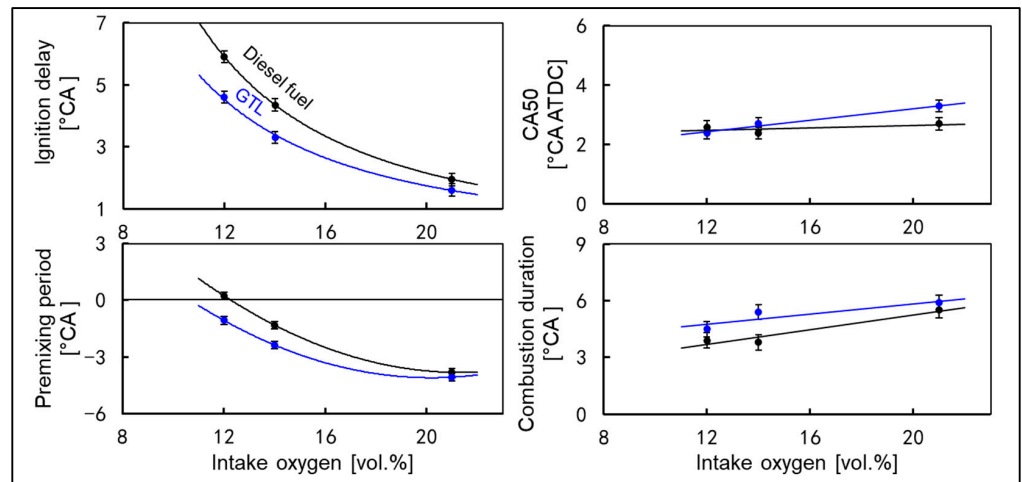 Ignition delay
[°CA ]
7
5
3
1
Diesel fuel
GTL
12
16
20
CA50
[°CA ATDC]
6
4
2
0
8
12
16
20
Premixing period
[°CA]
3
0
−3
−6
8
12
16
20
Intake oxygen [vol.%]
Combustion duration
[°CA]
9
6
3
0
8
12
16
20
Intake oxygen [vol.%]